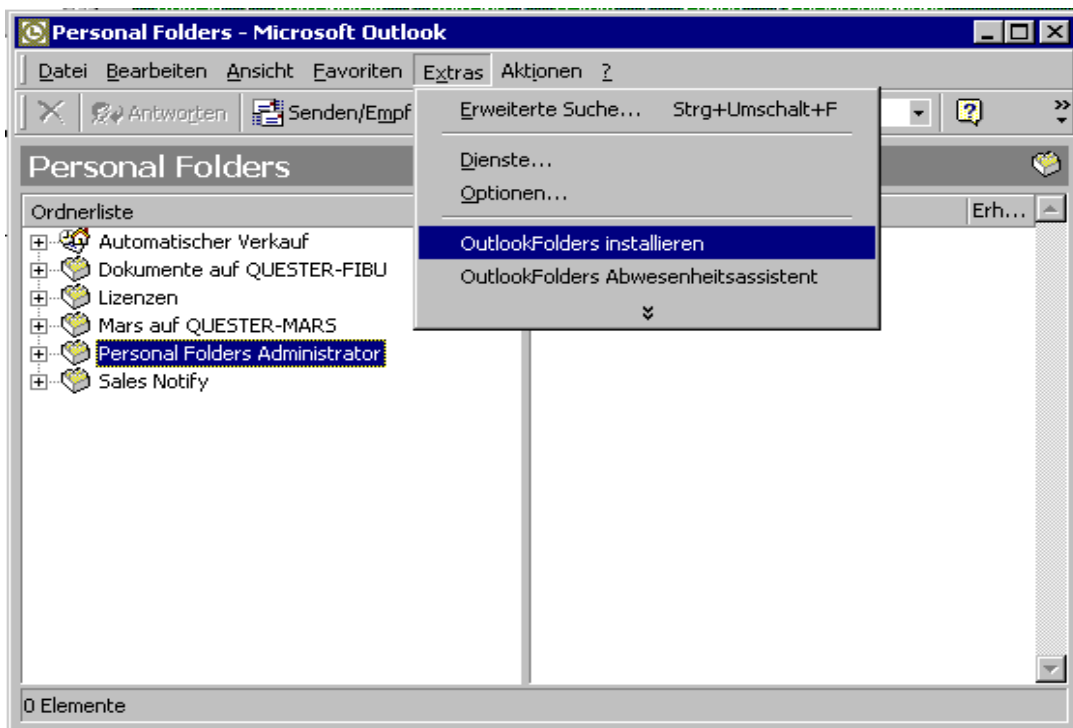 Personal Folders - Microsoft Outlook
Datei Bearbeiten Ansicht Favoriten Extras Aktionen ?
Antworten Senden/Empf
Erweiterte Suche... Strg+Umschalt+F
Dienste...
Optionen...
OutlookFolders installieren
OutlookFolders Abwesenheitsassistent
Personal Folders
Ordnerliste
Erh...
Automatischer Verkauf
Dokumente auf QUESTER-FIBU
Lizenzen
Mars auf QUESTER-MARS
Personal Folders Administrator
Sales Notify
0 Elemente